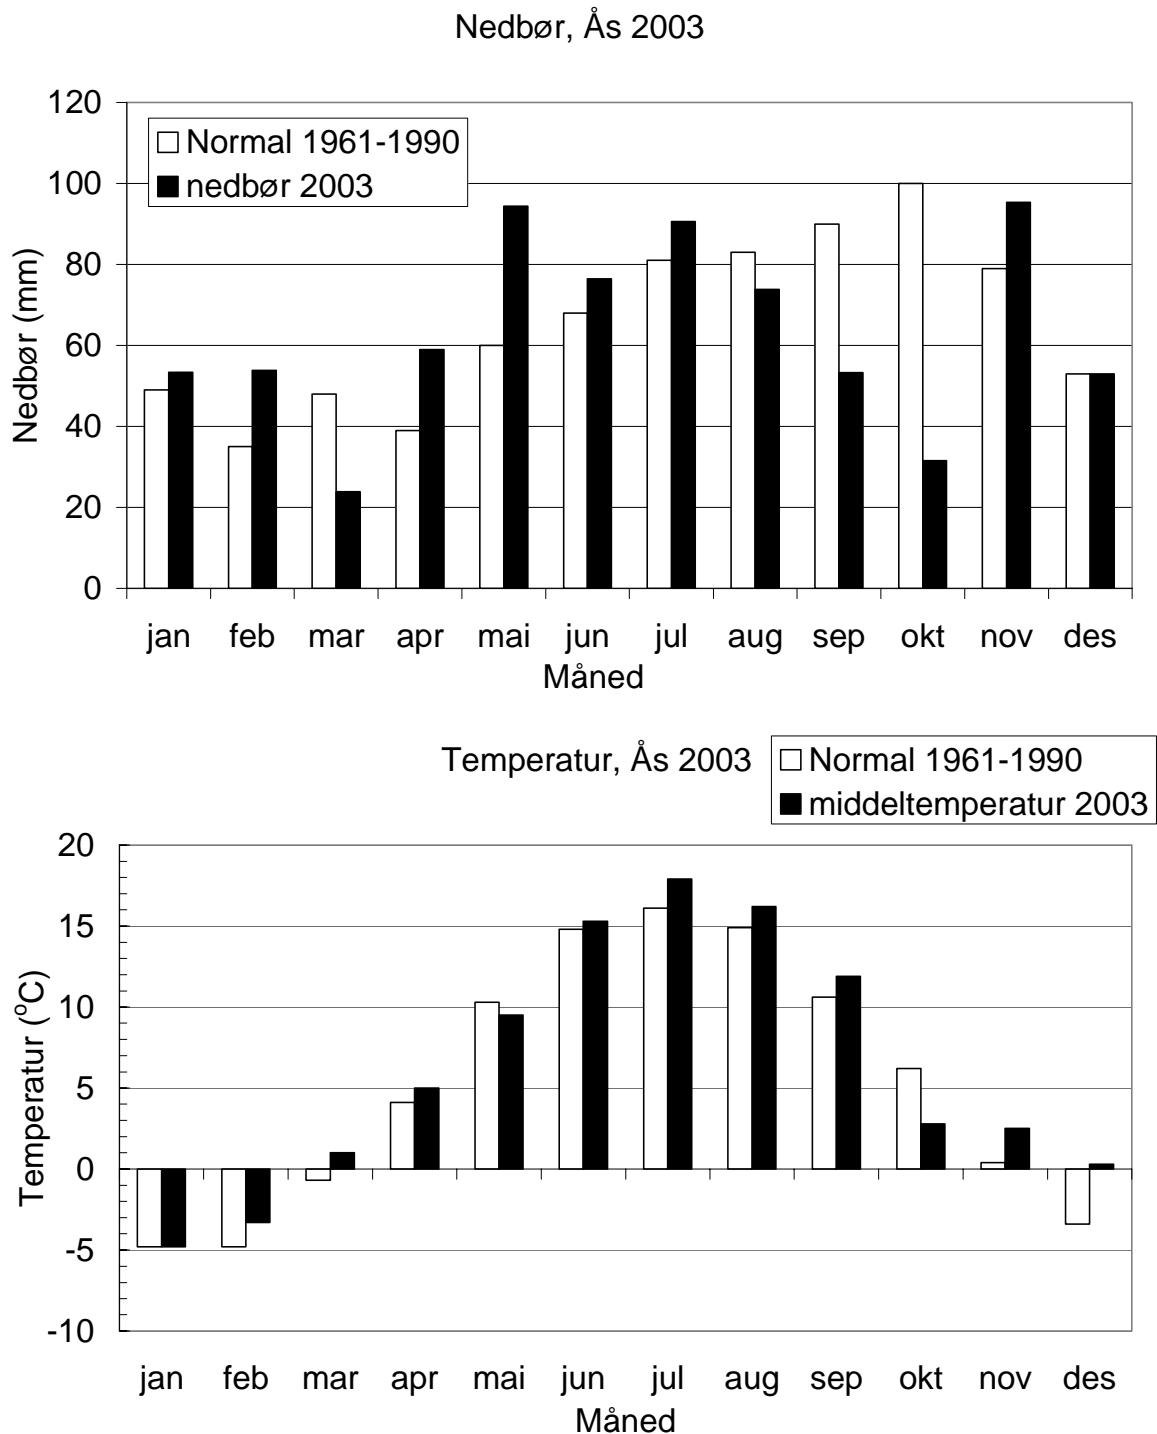 Nedbør, Ås 2003
120
100
80
60
40
20
0
Normal 1961-1990
nedbør 2003
Nedbør (mm)
jan feb mar apr mai jun jul aug sep okt nov des
Måned
Temperatur, Ås 2003
Normal 1961-1990
middeltemperatur 2003
20
15
10
5
0
-5
-10
Temperatur (°C)
jan feb mar apr mai jun jul aug sep okt nov des
Måned